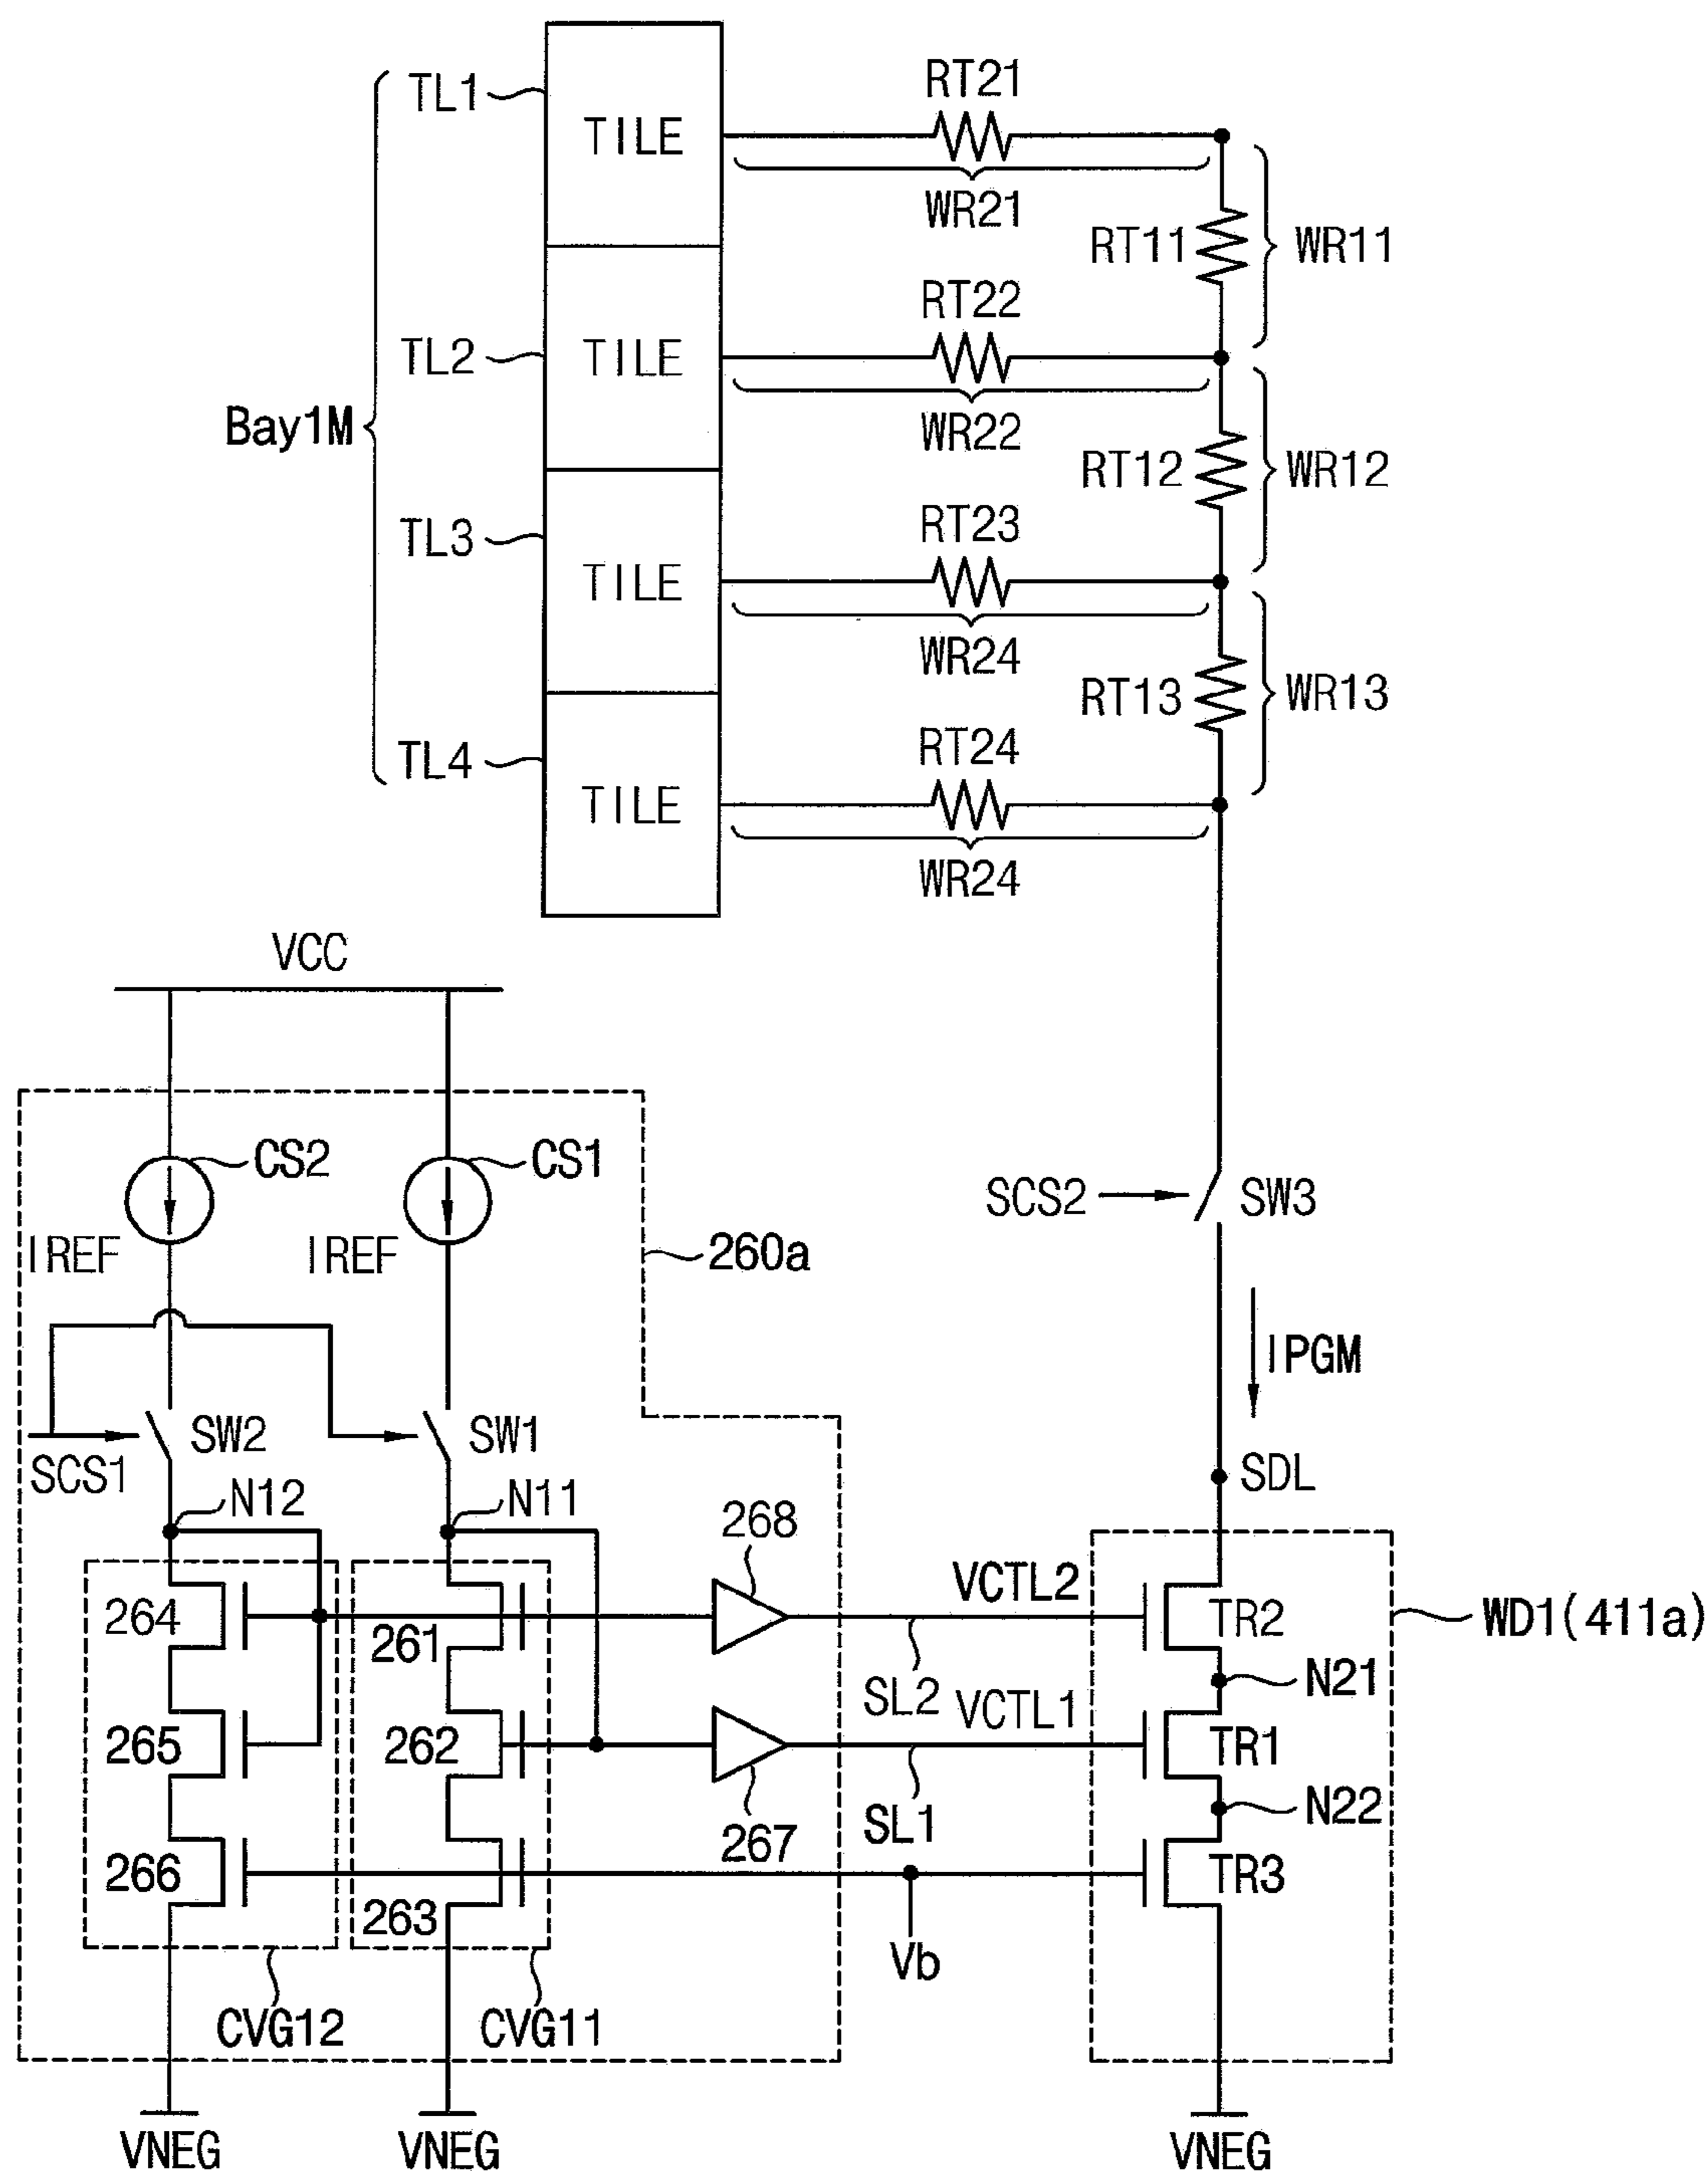 TL1
TILE
RT21
WR21
RT11
WR11
TL2
TILE
RT22
WR22
Bay1M
RT12
WR12
TL3
TILE
RT23
WR24
RT13
WR13
TL4
TILE
RT24
WR24
VCC
CS2
CS1
IREF
IREF
260a
SCS2
SW3
IPGM
SCS1
SW2
SW1
SDL
N12
N11
268
264
261
VCTL2
TR2
WD1(411a)
SL2
N21
265
262
VCTL1
TR1
267
SL1
N22
266
263
TR3
Vb
CVG12
CVG11
VNEG
VNEG
VNEG